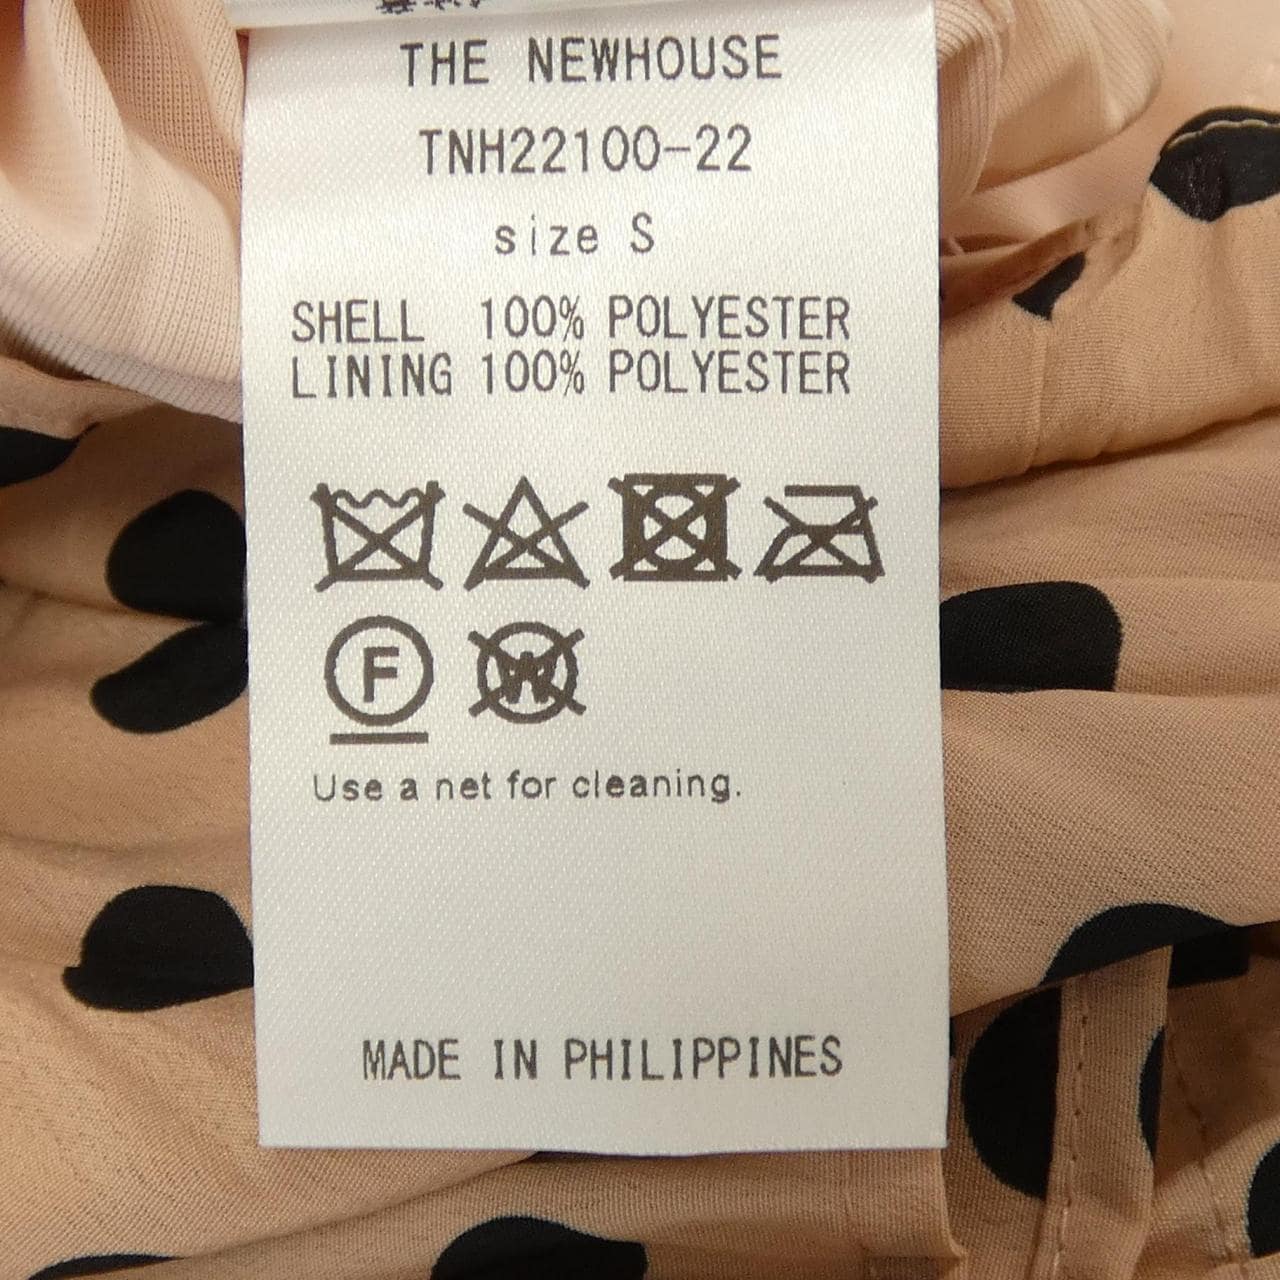 THE NEWHOUSE
TNH22100-22
size S
SHELL 100% POLYESTER
LINING 100% POLYESTER
F W
Use a net for cleaning.
MADE IN PHILIPPINES